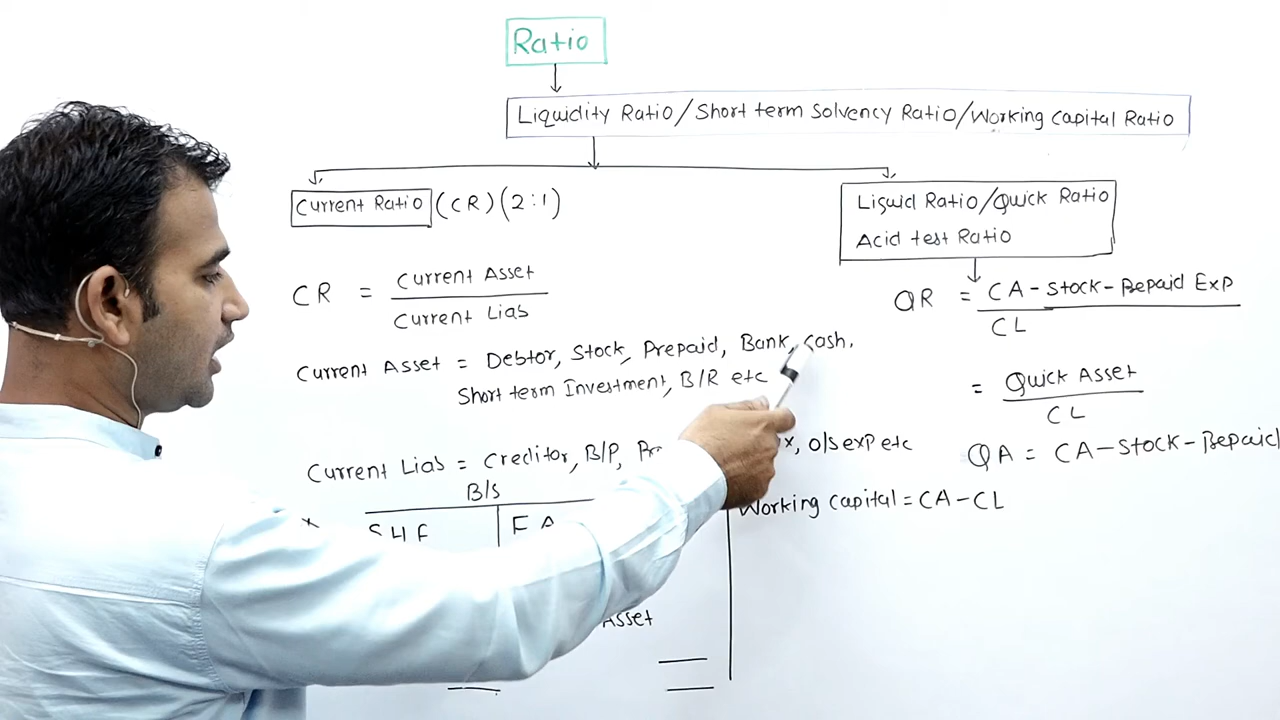 Ratio
Liquidity Ratio/Short term Solvency Ratio/Working Capital Ratio
Current Ratio (CR)(2:1)
CR = Current Asset
Current Liab
Current Asset = Debtor, Stock, Prepaid, Bank, Cash,
Short term Investment, B/R etc
Current Liab = Creditor, B/P, o/s exp etc
B/S
SHF FA
Asset
Liquid Ratio/Quick Ratio
Acid test Ratio
QR = CA-Stock-Prepaid Exp
CL
= Quick Asset
CL
QA = CA-Stock-Prepaid
Working Capital = CA-CL